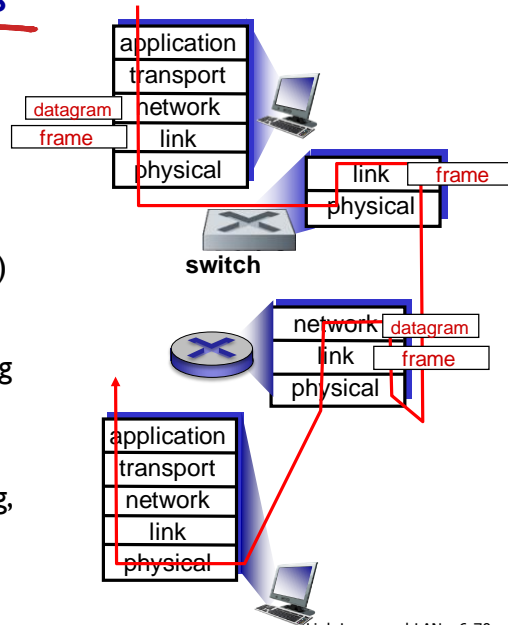 s
application
transport
datagram network
frame link
physical
link frame
physical
switch
)
network datagram
link frame
g
physical
application
transport
g,
network
link
physical